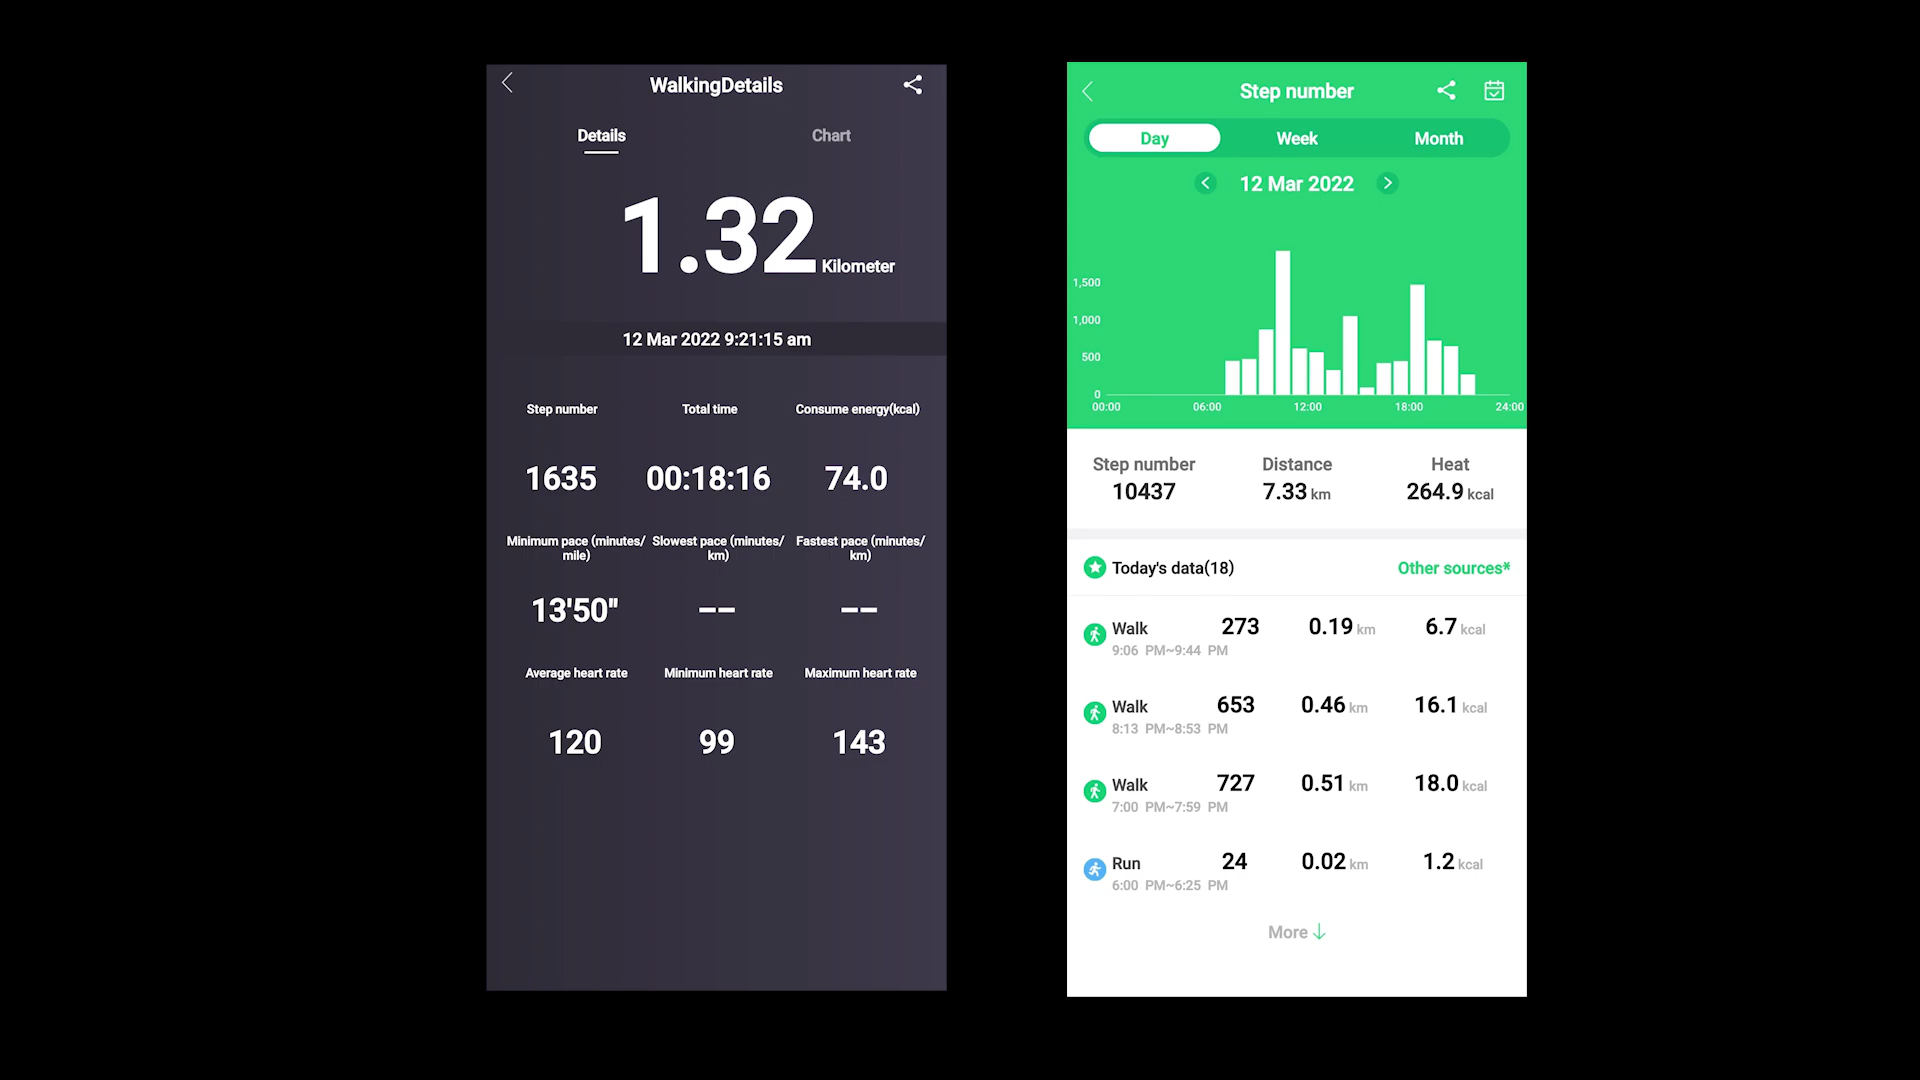 WalkingDetails
Details Chart
1.32 Kilometer
12 Mar 2022 9:21:15 am
Step number Total time Consume energy(kcal)
1635 00:18:16 74.0
Minimum pace (minutes/ Slowest pace (minutes/ Fastest pace (minutes/
mile) km) km)
13'50" -- --
Average heart rate Minimum heart rate Maximum heart rate
120 99 143
Step number
Day Week Month
12 Mar 2022
1,500
1,000
500
0
00:00 06:00 12:00 18:00 24:00
Step number Distance Heat
10437 7.33 km 264.9 kcal
Today's data(18) Other sources*
Walk 273 0.19 km 6.7 kcal
9:06 PM~9:44 PM
Walk 653 0.46 km 16.1 kcal
8:13 PM~8:53 PM
Walk 727 0.51 km 18.0 kcal
7:00 PM~7:59 PM
Run 24 0.02 km 1.2 kcal
6:00 PM~6:25 PM
More